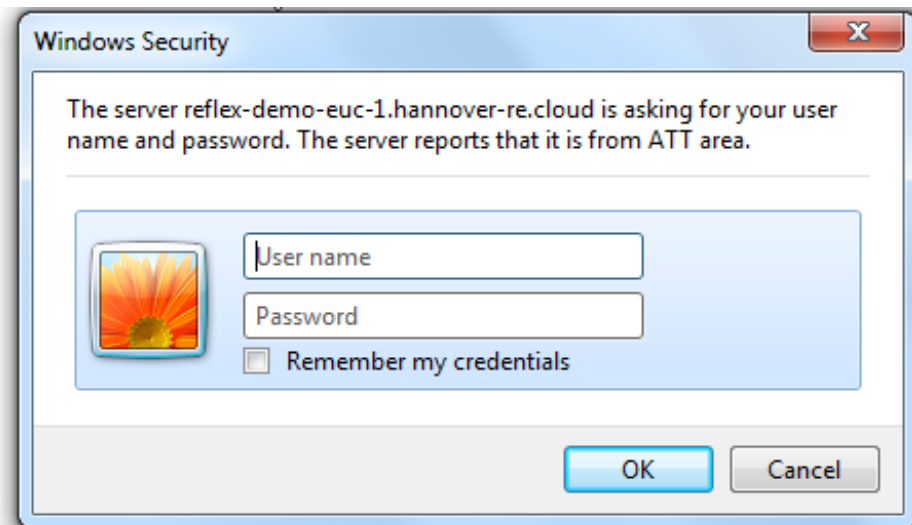 Windows Security
The server reflex-demo-euc-1.hannover-re.cloud is asking for your user
name and password. The server reports that it is from ATT area.
User name
Password
Remember my credentials
OK
Cancel